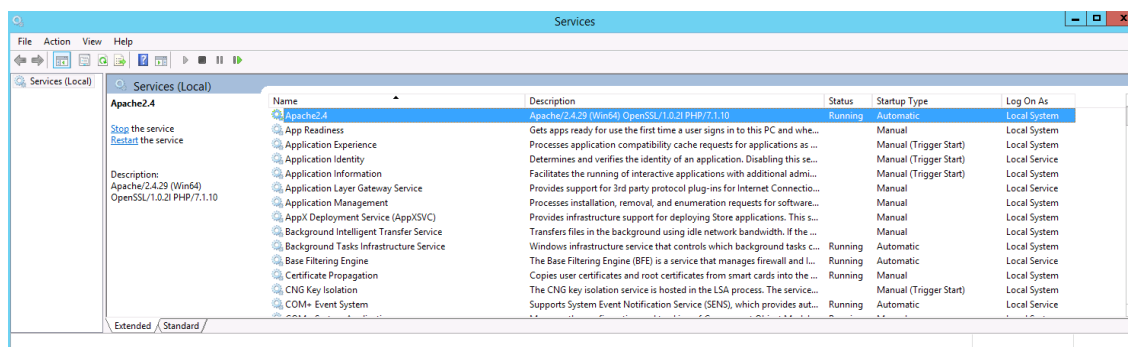 Services
File Action View Help
Services (Local)
Services (Local)
Apache2.4
Stop the service
Restart the service
Description:
Apache/2.4.29 (Win64)
OpenSSL/1.0.2l PHP/7.1.10
Name Description Status Startup Type Log On As
Apache2.4 Apache/2.4.29 (Win64) OpenSSL/1.0.2l PHP/7.1.10 Running Automatic Local System
App Readiness Gets apps ready for use the first time a user signs in to this PC and whe... Manual Local System
Application Experience Processes application compatibility cache requests for applications as ... Manual (Trigger Start) Local System
Application Identity Determines and verifies the identity of an application. Disabling this se... Manual (Trigger Start) Local Service
Application Information Facilitates the running of interactive applications with additional admi... Manual (Trigger Start) Local System
Application Layer Gateway Service Provides support for 3rd party protocol plug-ins for Internet Connectio... Manual Local Service
Application Management Processes installation, removal, and enumeration requests for software... Manual Local System
AppX Deployment Service (AppXSVC) Provides infrastructure support for deploying Store applications. This s... Manual Local System
Background Intelligent Transfer Service Transfers files in the background using idle network bandwidth. If the ... Manual Local System
Background Tasks Infrastructure Service Windows infrastructure service that controls which background tasks c... Running Automatic Local System
Base Filtering Engine The Base Filtering Engine (BFE) is a service that manages firewall and I... Running Automatic Local Service
Certificate Propagation Copies user certificates and root certificates from smart cards into the ... Running Manual Local System
CNG Key Isolation The CNG key isolation service is hosted in the LSA process. The service... Manual (Trigger Start) Local System
COM+ Event System Supports System Event Notification Service (SENS), which provides aut... Running Automatic Local Service
Extended Standard